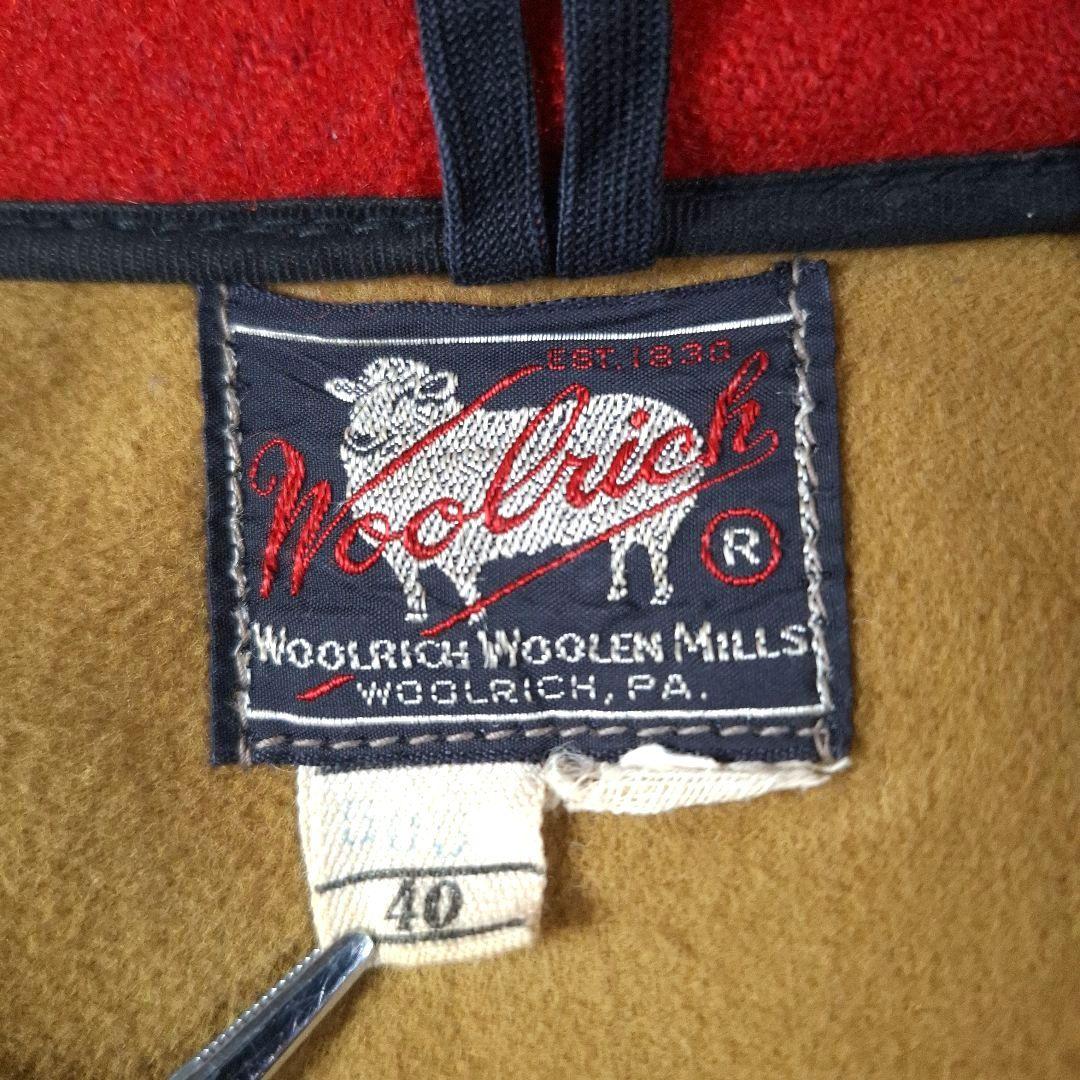 EST. 1830
Woolrich
R
WOOLRICH WOOLEN MILLS
WOOLRICH, PA.
40